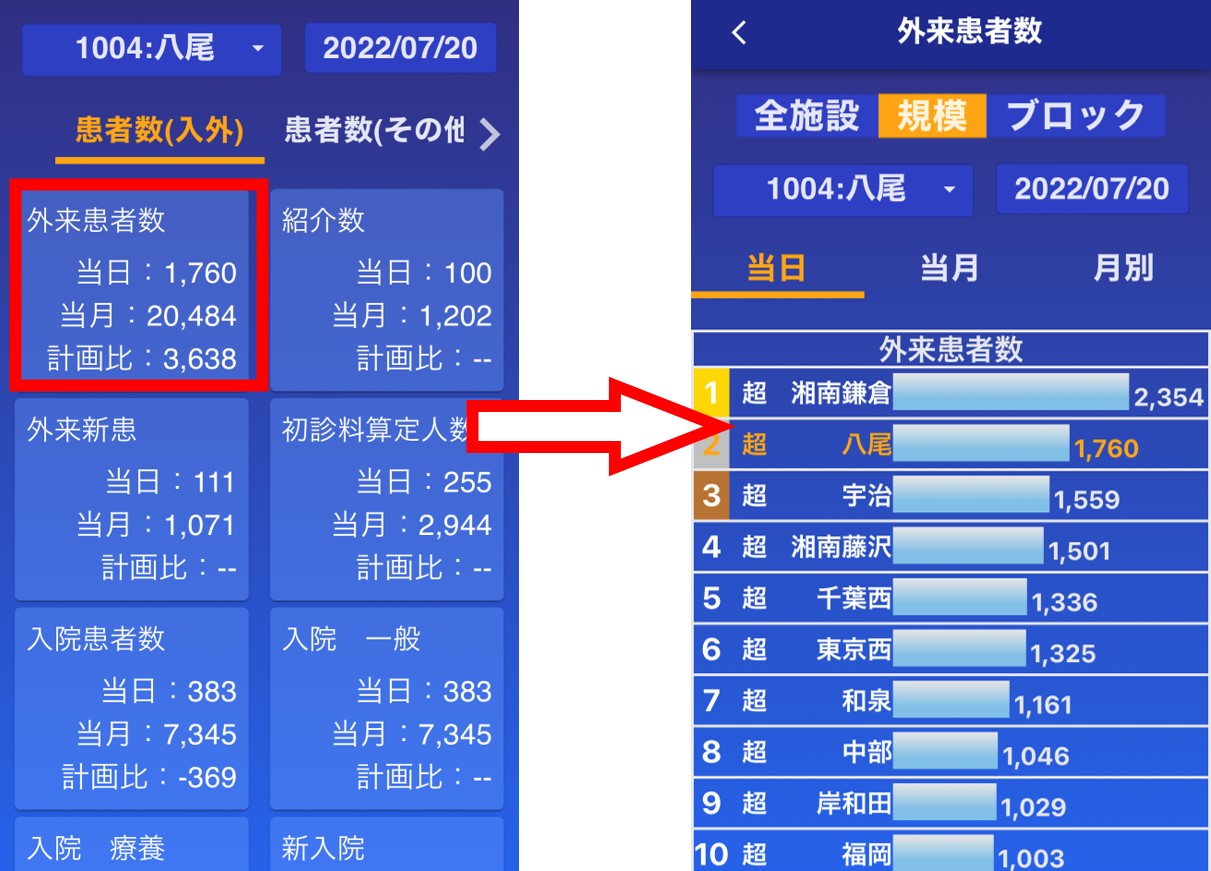 1004:八尾
2022/07/20
患者数(入外)
患者数(その他
外来患者数
当日：1,760
当月：20,484
計画比：3,638
紹介数
当日：100
当月：1,202
計画比：--
外来新患
当日：111
当月：1,071
計画比：--
初診料算定人数
当日：255
当月：2,944
計画比：--
入院患者数
当日：383
当月：7,345
計画比：-369
入院　一般
当日：383
当月：7,345
計画比：--
入院　療養
新入院
外来患者数
全施設 規模 ブロック
1004:八尾
2022/07/20
当日 当月 月別
外来患者数
1 超 湘南鎌倉 2,354
2 超 八尾 1,760
3 超 宇治 1,559
4 超 湘南藤沢 1,501
5 超 千葉西 1,336
6 超 東京西 1,325
7 超 和泉 1,161
8 超 中部 1,046
9 超 岸和田 1,029
10 超 福岡 1,003